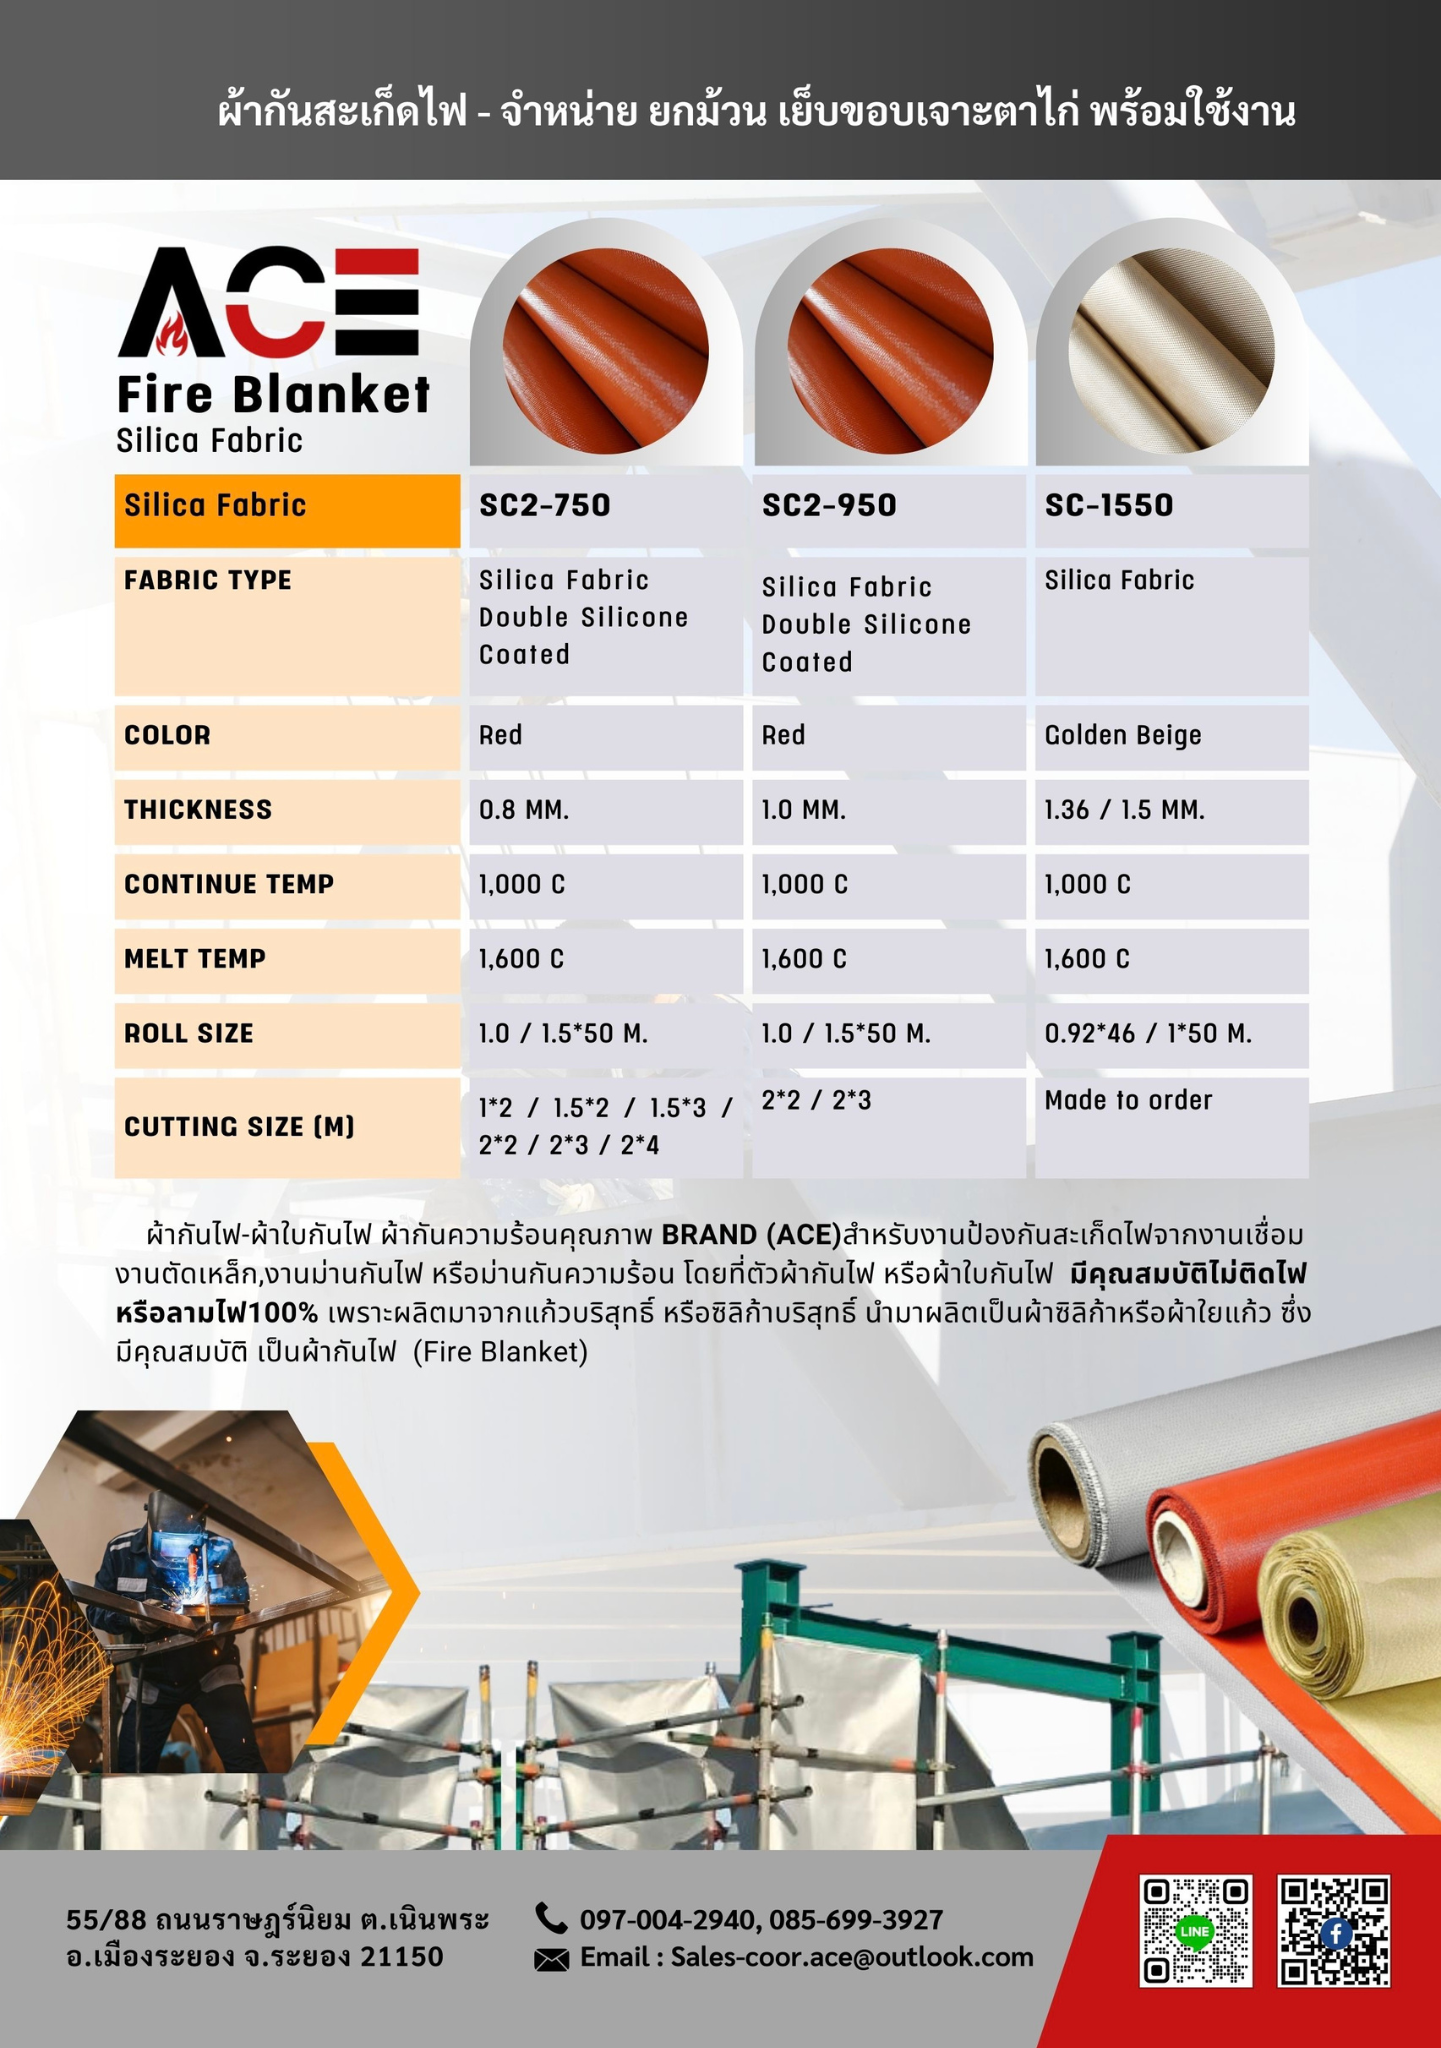 ผ้ากันสะเก็ดไฟ - จำหน่าย ยกม้วน เย็บขอบเจาะตาไก่ พร้อมใช้งาน
ACE
Fire Blanket
Silica Fabric
Silica Fabric SC2-750 SC2-950 SC-1550
FABRIC TYPE
Silica Fabric
Double Silicone
Coated
Silica Fabric
Double Silicone
Coated
Silica Fabric
COLOR Red Red Golden Beige
THICKNESS 0.8 MM. 1.0 MM. 1.36 / 1.5 MM.
CONTINUE TEMP 1,000 C 1,000 C 1,000 C
MELT TEMP 1,600 C 1,600 C 1,600 C
ROLL SIZE 1.0 / 1.5*50 M. 1.0 / 1.5*50 M. 0.92*46 / 1*50 M.
CUTTING SIZE (M)
1*2 / 1.5*2 / 1.5*3 /
2*2 / 2*3 / 2*4
2*2 / 2*3
Made to order
ผ้ากันไฟ-ผ้าใบกันไฟ ผ้ากันความร้อนคุณภาพ BRAND (ACE)สำหรับงานป้องกันสะเก็ดไฟจากงานเชื่อม
งานตัดเหล็ก,งานม่านกันไฟ หรือม่านกันความร้อน โดยที่ตัวผ้ากันไฟ หรือผ้าใบกันไฟ มีคุณสมบัติไม่ติดไฟ
หรือลามไฟ100% เพราะผลิตมาจากแก้วบริสุทธิ์ หรือซิลิก้าบริสุทธิ์ นำมาผลิตเป็นผ้าซิลิก้าหรือผ้าใยแก้ว ซึ่ง
มีคุณสมบัติ เป็นผ้ากันไฟ (Fire Blanket)
55/88 ถนนราษฎร์นิยม ต.เนินพระ
อ.เมืองระยอง จ.ระยอง 21150
097-004-2940, 085-699-3927
Email : Sales-coor.ace@outlook.com
LINE